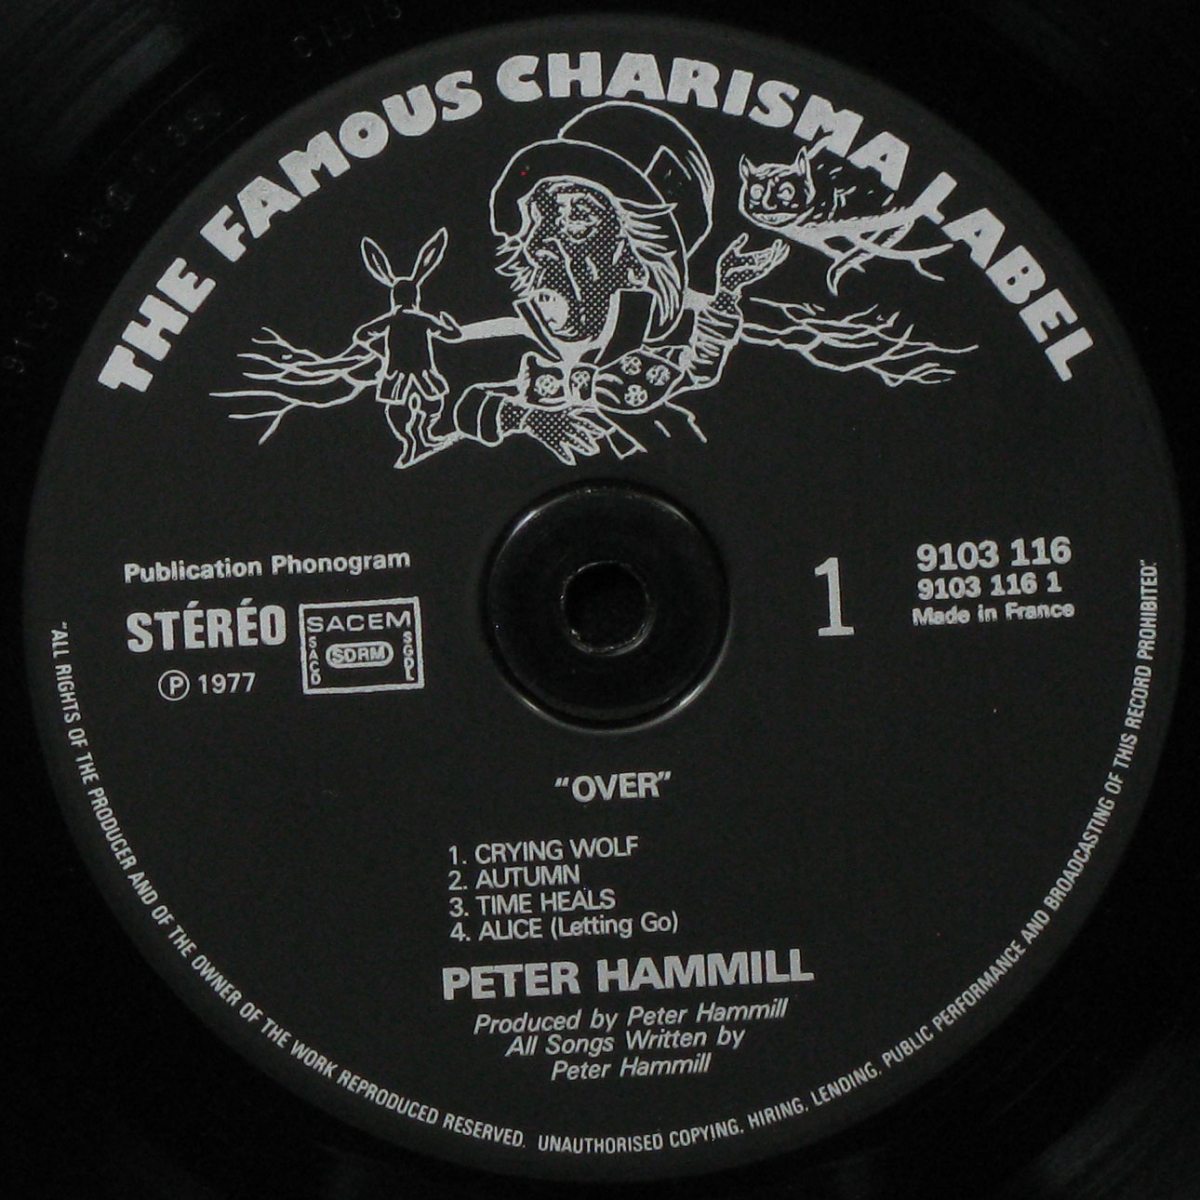 THE FAMOUS CHARISMA LABEL
Publication Phonogram
STÉRÉO
SACEM
SACD
SDRM
SGDL
Ⓟ 1977
1
9103 116
9103 116 1
Made in France
"OVER"
1. CRYING WOLF
2. AUTUMN
3. TIME HEALS
4. ALICE (Letting Go)
PETER HAMMILL
Produced by Peter Hammill
All Songs Written by
Peter Hammill
"ALL RIGHTS OF THE PRODUCER AND OF THE OWNER OF THE WORK REPRODUCED RESERVED. UNAUTHORISED COPYING, HIRING, LENDING, PUBLIC PERFORMANCE AND BROADCASTING OF THIS RECORD PROHIBITED."